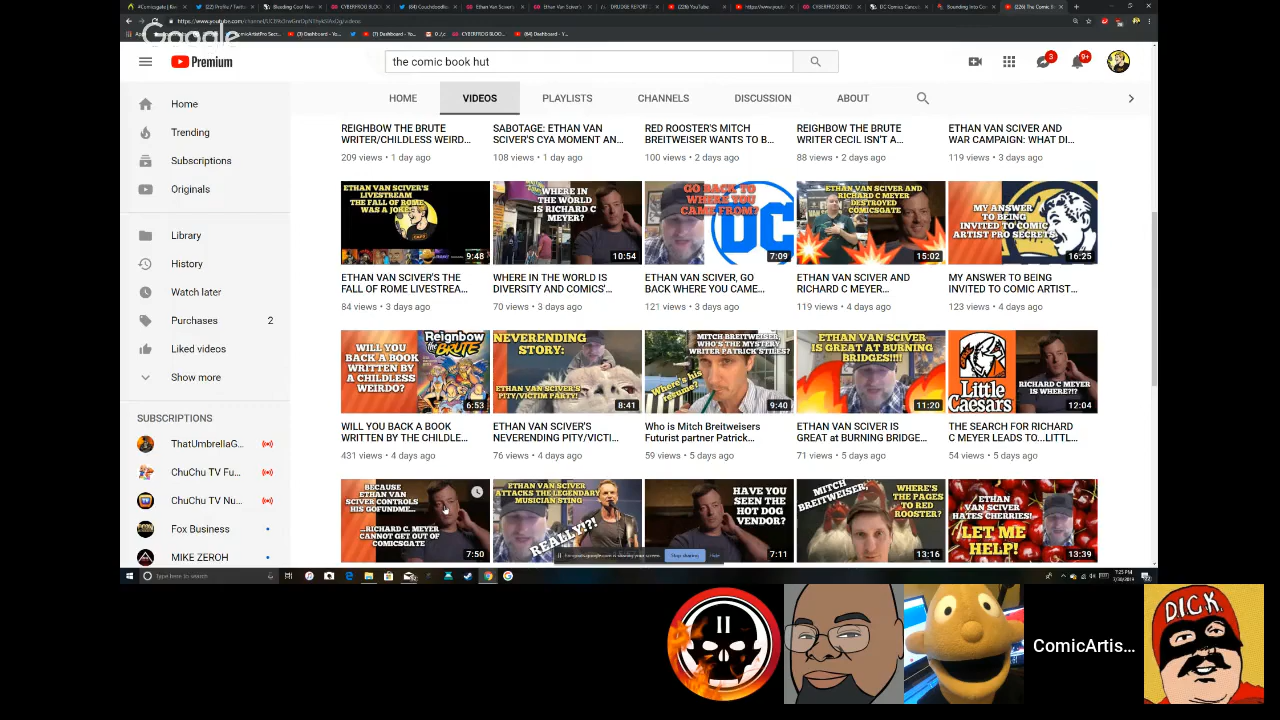 Google
Premium
the comic book hut
3
9+
HOME VIDEOS PLAYLISTS CHANNELS DISCUSSION ABOUT
Home
Trending
Subscriptions
Originals
Library
History
Watch later
Purchases 2
Liked videos
Show more
SUBSCRIPTIONS
ThatUmbrellaG...
ChuChu TV Fu...
ChuChu TV Nu...
Fox Business
MIKE ZEROH
REIGHBOW THE BRUTE
WRITER/CHILDLESS WEIRD...
209 views • 1 day ago
SABOTAGE: ETHAN VAN
SCIVER'S CYA MOMENT AN...
108 views • 1 day ago
RED ROOSTER'S MITCH
BREITWEISER WANTS TO B...
100 views • 2 days ago
REIGHBOW THE BRUTE
WRITER CECIL ISN'T A...
88 views • 2 days ago
ETHAN VAN SCIVER AND
WAR CAMPAIGN: WHAT DI...
119 views • 3 days ago
ETHAN VAN SCIVER'S
LIVESTREAM
THE FALL OF ROME
WAS A JOKE
9:48
ETHAN VAN SCIVER'S THE
FALL OF ROME LIVESTREA...
84 views • 3 days ago
WHERE IN
THE WORLD
IS RICHARD C
MEYER?
10:54
WHERE IN THE WORLD IS
DIVERSITY AND COMICS'...
70 views • 3 days ago
GO BACK TO
WHERE YOU
CAME FROM?
DC
7:09
ETHAN VAN SCIVER, GO
BACK WHERE YOU CAME...
121 views • 3 days ago
ETHAN VAN SCIVER AND
RICHARD C MEYER
DESTROYED
COMICSGATE
15:02
ETHAN VAN SCIVER AND
RICHARD C MEYER...
119 views • 4 days ago
MY ANSWER
TO BEING
INVITED TO COMIC
ARTIST PRO SECRETS
16:25
MY ANSWER TO BEING
INVITED TO COMIC ARTIST...
123 views • 4 days ago
WILL YOU
BACK A BOOK
WRITTEN BY
A CHILDLESS
WEIRDO?
Reignbow
the BRUTE
6:53
WILL YOU BACK A BOOK
WRITTEN BY THE CHILDLE...
431 views • 4 days ago
NEVERENDING
STORY:
ETHAN VAN SCIVER'S
PITY/VICTIM PARTY!
8:41
ETHAN VAN SCIVER'S
NEVERENDING PITY/VICTI...
76 views • 4 days ago
MITCH BREITWEISER,
WHO'S THE MYSTERY
WRITER PATRICK STILES?
Where's his
resume?
9:40
Who is Mitch Breitweisers
Futurist partner Patrick...
59 views • 5 days ago
ETHAN VAN SCIVER
IS GREAT AT BURNING
BRIDGES!!!!
11:20
ETHAN VAN SCIVER IS
GREAT at BURNING BRIDGE...
71 views • 5 days ago
Little
Caesars
RICHARD C MEYER
IS WHERE?!?!
12:04
THE SEARCH FOR RICHARD
C MEYER LEADS TO...LITTL...
54 views • 5 days ago
BECAUSE
ETHAN VAN
SCIVER CONTROLS
HIS GOFUNDME...
...RICHARD C. MEYER
CANNOT GET OUT OF
COMICSGATE
7:50
ETHAN VAN SCIVER
ATTACKS THE LEGENDARY
MUSICIAN STING
REALLY?!?!
HAVE YOU
SEEN THE
HOT DOG
VENDOR?
7:11
MITCH
BREITWEISER,
WHERE'S
THE PAGES
TO RED
ROOSTER?
13:16
ETHAN
VAN SCIVER
HATES CHERRIES!
LET ME
HELP!
13:39
Stop sharing
Hide
Type here to search
7:25 PM
7/30/2019
II
ComicArtis...
D.I.C.K.